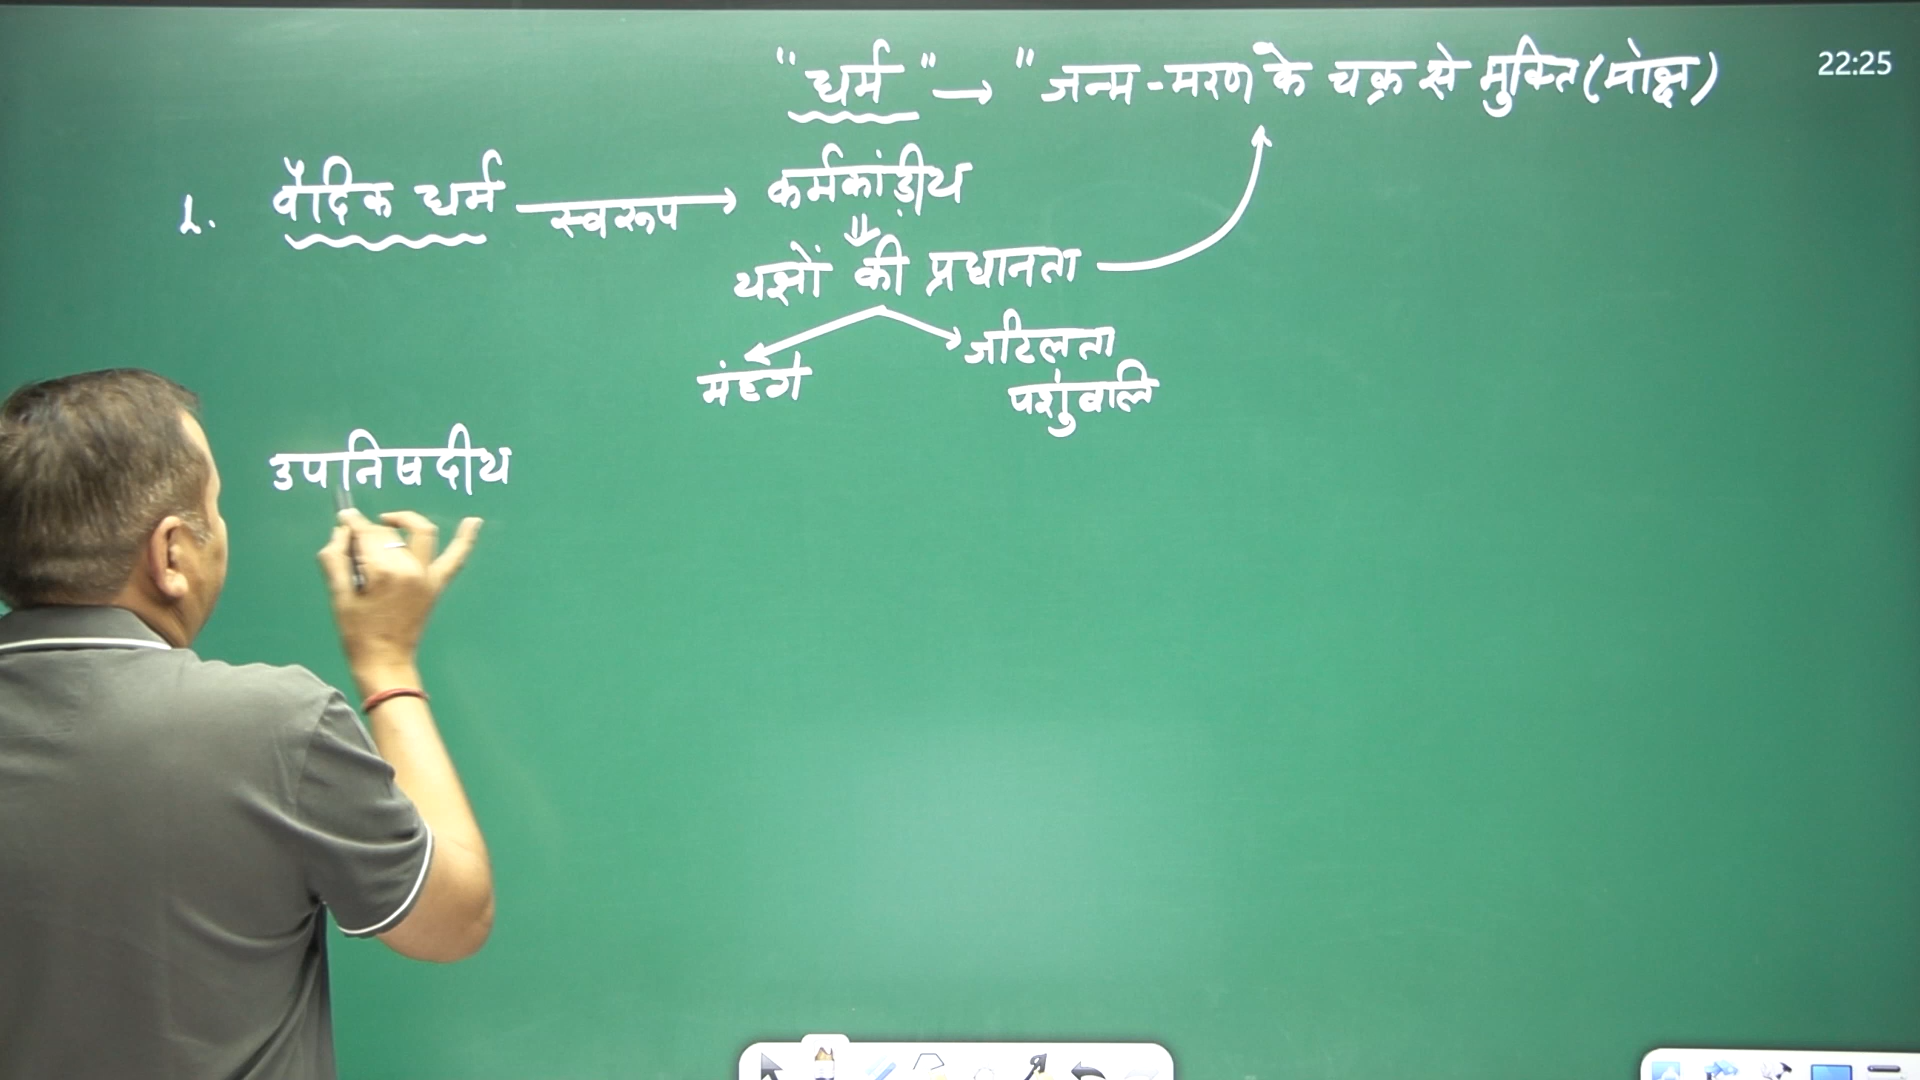 "धर्म" → "जन्म-मरण के चक्र से मुक्ति (मोक्ष)
22:25
1. वैदिक धर्म स्वरूप → कर्मकांडीय
यज्ञों की प्रधानता
मंहगे जटिलता
पशुबलि
उपनिषदीय